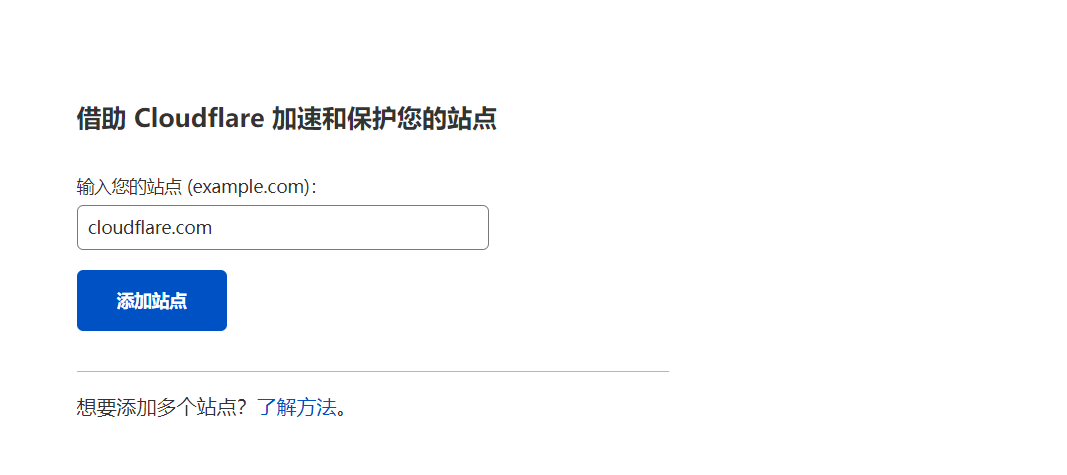 借助 Cloudflare 加速和保护您的站点
输入您的站点 (example.com)：
cloudflare.com
添加站点
想要添加多个站点？了解方法。